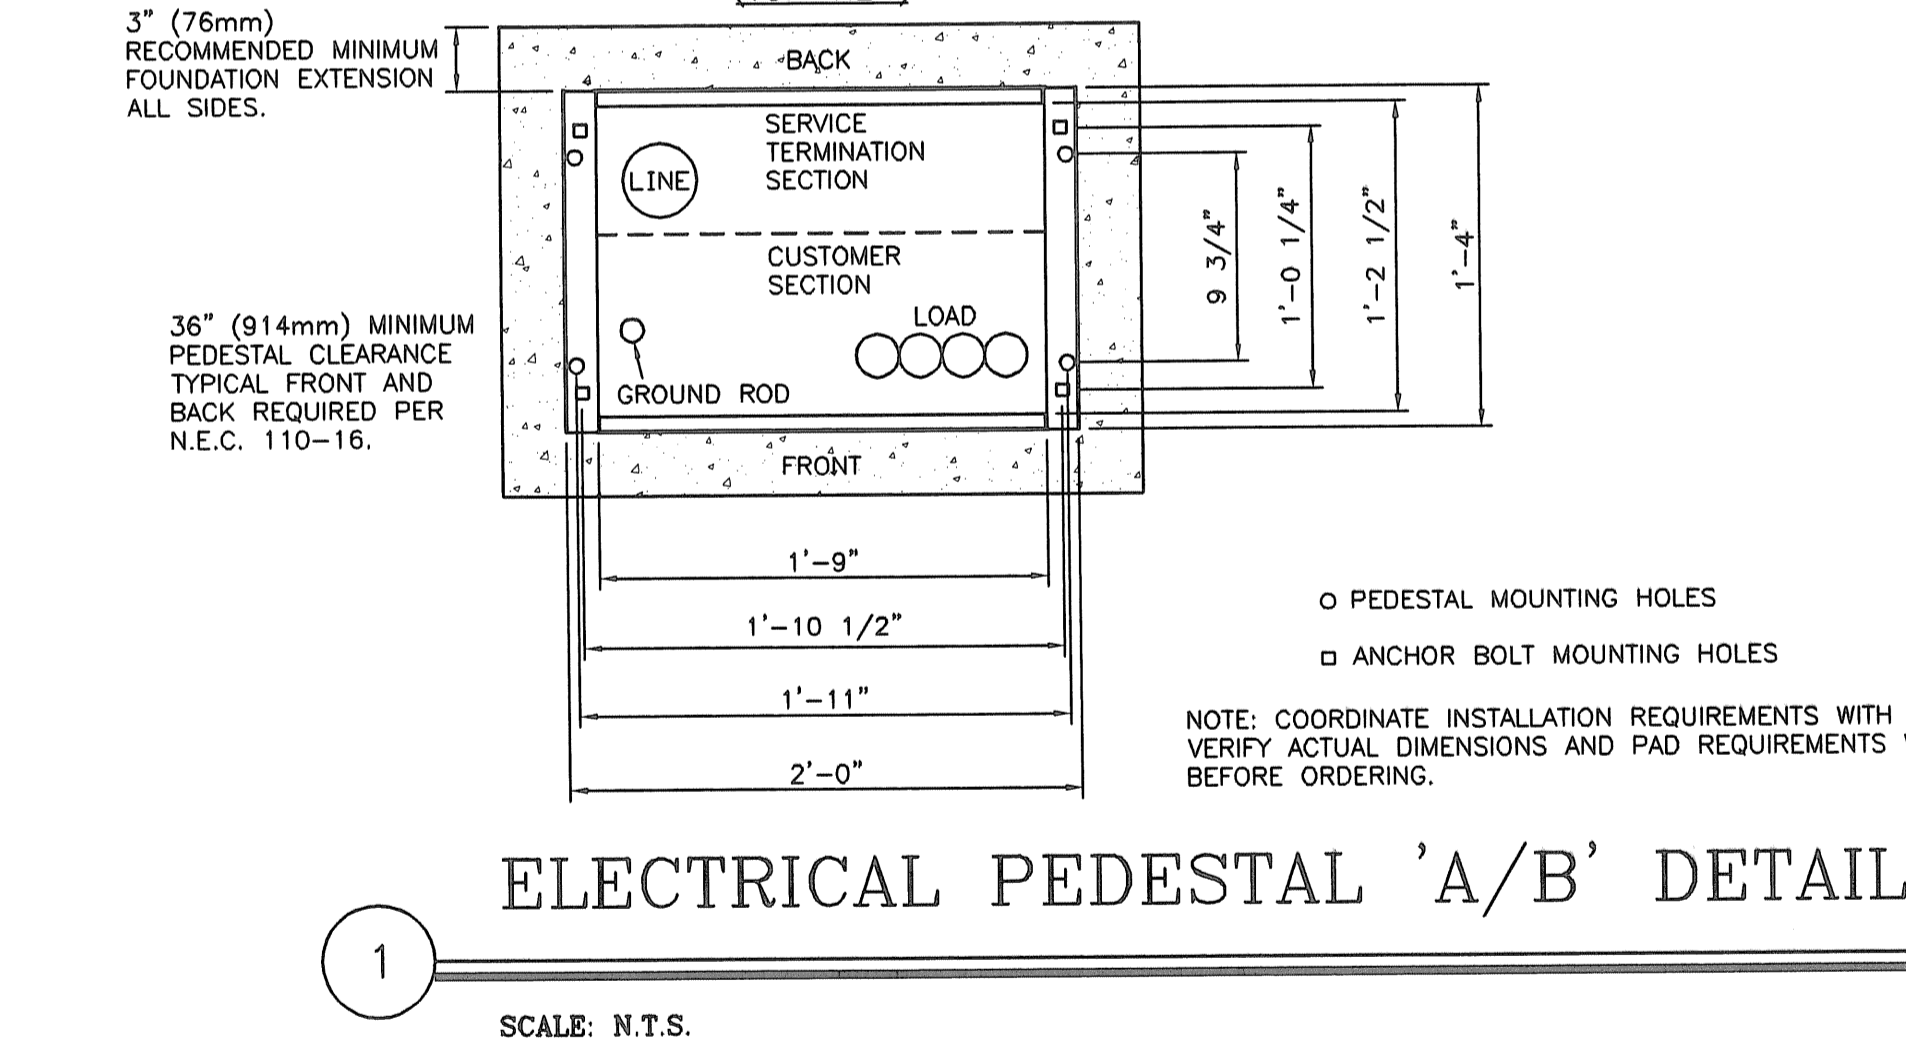 3" (76mm)
RECOMMENDED MINIMUM
FOUNDATION EXTENSION
ALL SIDES.
BACK
SERVICE
TERMINATION
SECTION
LINE
CUSTOMER
SECTION
LOAD
GROUND ROD
FRONT
36" (914mm) MINIMUM
PEDESTAL CLEARANCE
TYPICAL FRONT AND
BACK REQUIRED PER
N.E.C. 110-16.
9 3/4"
1'-0 1/4"
1'-2 1/2"
1'-4"
1'-9"
1'-10 1/2"
1'-11"
2'-0"
PEDESTAL MOUNTING HOLES
ANCHOR BOLT MOUNTING HOLES
NOTE: COORDINATE INSTALLATION REQUIREMENTS WITH
VERIFY ACTUAL DIMENSIONS AND PAD REQUIREMENTS
BEFORE ORDERING.
ELECTRICAL PEDESTAL 'A/B' DETAIL
1
SCALE: N.T.S.